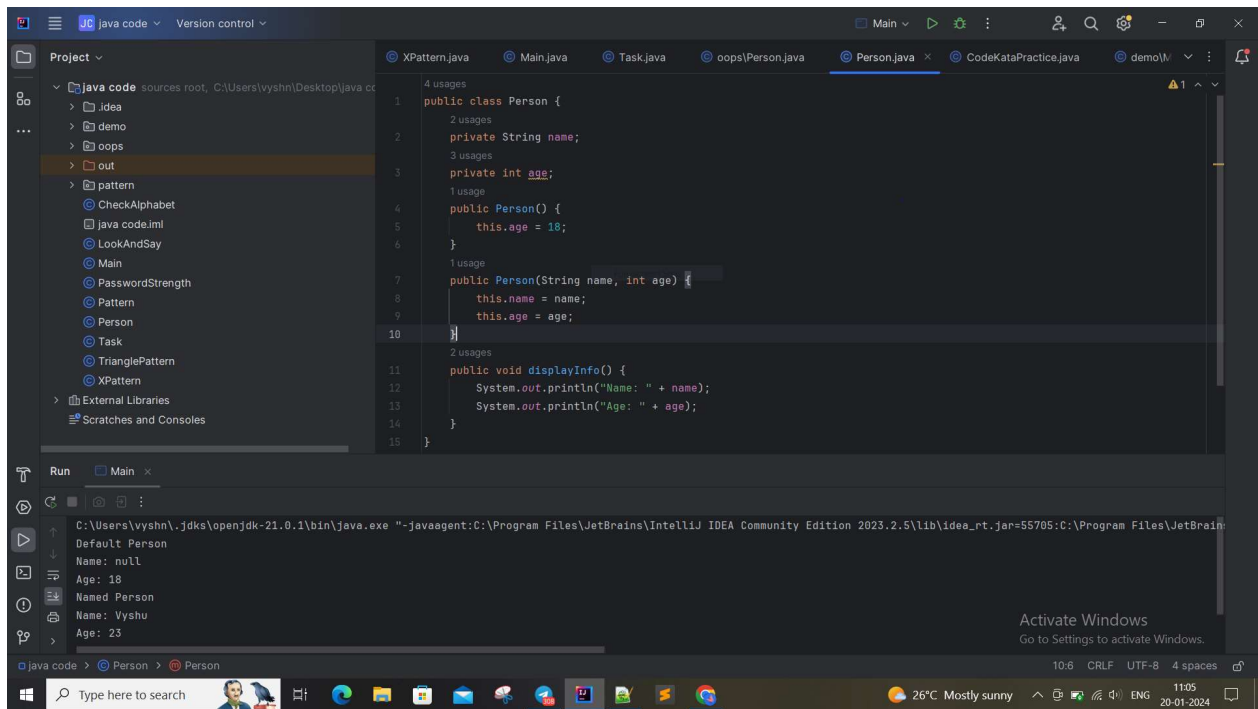 JC java code Version control Main
Project
XPattern.java Main.java Task.java oops\Person.java Person.java CodeKataPractice.java demo\M
java code sources root, C:\Users\vyshn\Desktop\java co
.idea
demo
oops
out
pattern
CheckAlphabet
java code.iml
LookAndSay
Main
PasswordStrength
Pattern
Person
Task
TrianglePattern
XPattern
External Libraries
Scratches and Consoles
4 usages
1
1 public class Person {
2 usages
2 private String name;
3 usages
3 private int age;
1 usage
4 public Person() {
5 this.age = 18;
6 }
1 usage
7 public Person(String name, int age) {
8 this.name = name;
9 this.age = age;
10 }
2 usages
11 public void displayInfo() {
12 System.out.println("Name: " + name);
13 System.out.println("Age: " + age);
14 }
15 }
Run Main
C:\Users\vyshn\.jdks\openjdk-21.0.1\bin\java.exe "-javaagent:C:\Program Files\JetBrains\IntelliJ IDEA Community Edition 2023.2.5\lib\idea_rt.jar=55705:C:\Program Files\JetBrain
Default Person
Name: null
Age: 18
Named Person
Name: Vyshu
Age: 23
Activate Windows
Go to Settings to activate Windows.
java code > Person > Person 10:6 CRLF UTF-8 4 spaces
Type here to search 26°C Mostly sunny ENG 11:05
20-01-2024